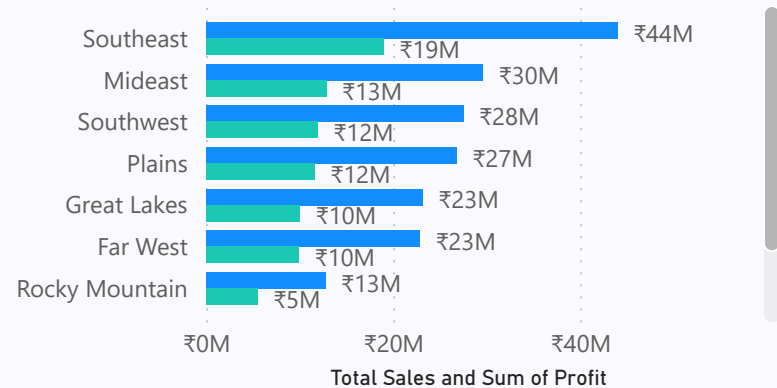 Southeast ₹44M
₹19M
Mideast ₹30M
₹13M
Southwest ₹28M
₹12M
Plains ₹27M
₹12M
Great Lakes ₹23M
₹10M
Far West ₹23M
₹10M
Rocky Mountain ₹13M
₹5M
₹0M ₹20M ₹40M
Total Sales and Sum of Profit